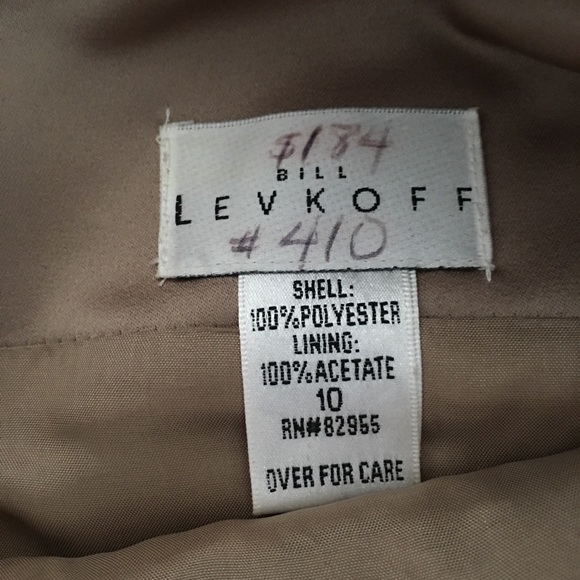 $184
BILL
LEVKOFF
#410
SHELL:
100%POLYESTER
LINING:
100%ACETATE
10
RN#82955
OVER FOR CARE